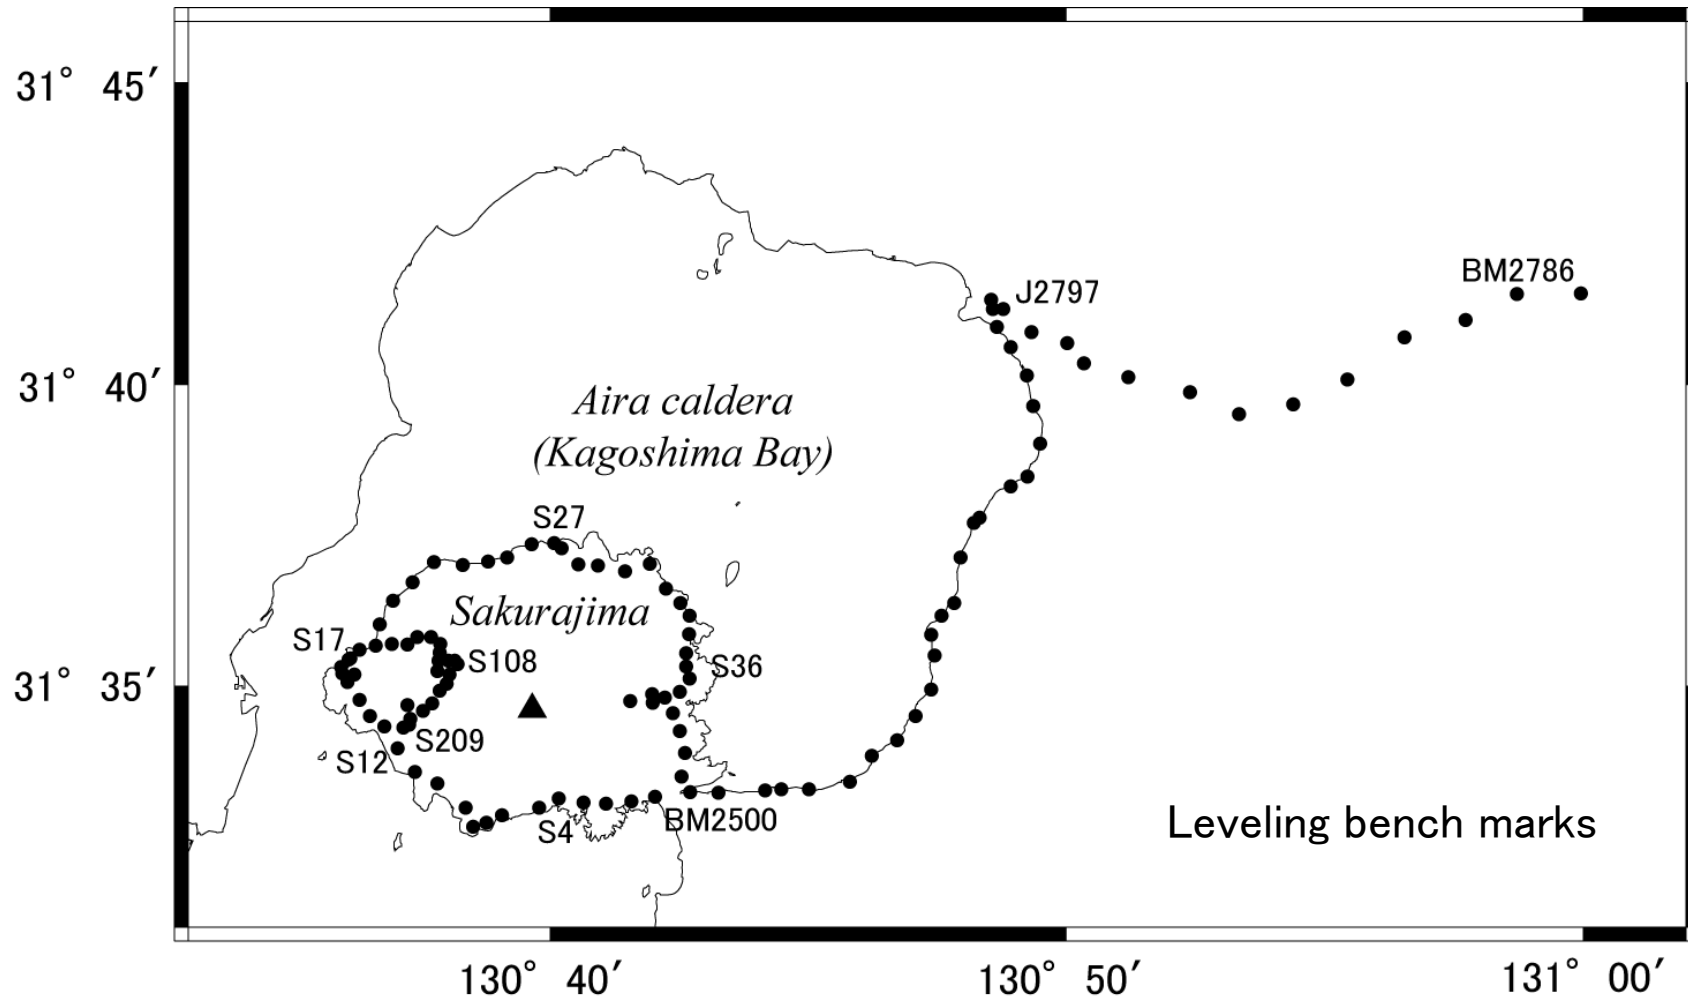 31° 45′
BM2786
J2797
31° 40′
Aira caldera
(Kagoshima Bay)
S27
Sakurajima
S17
S108
S36
31° 35′
S209
S12
BM2500
S4
Leveling bench marks
130° 40′
130° 50′
131° 00′